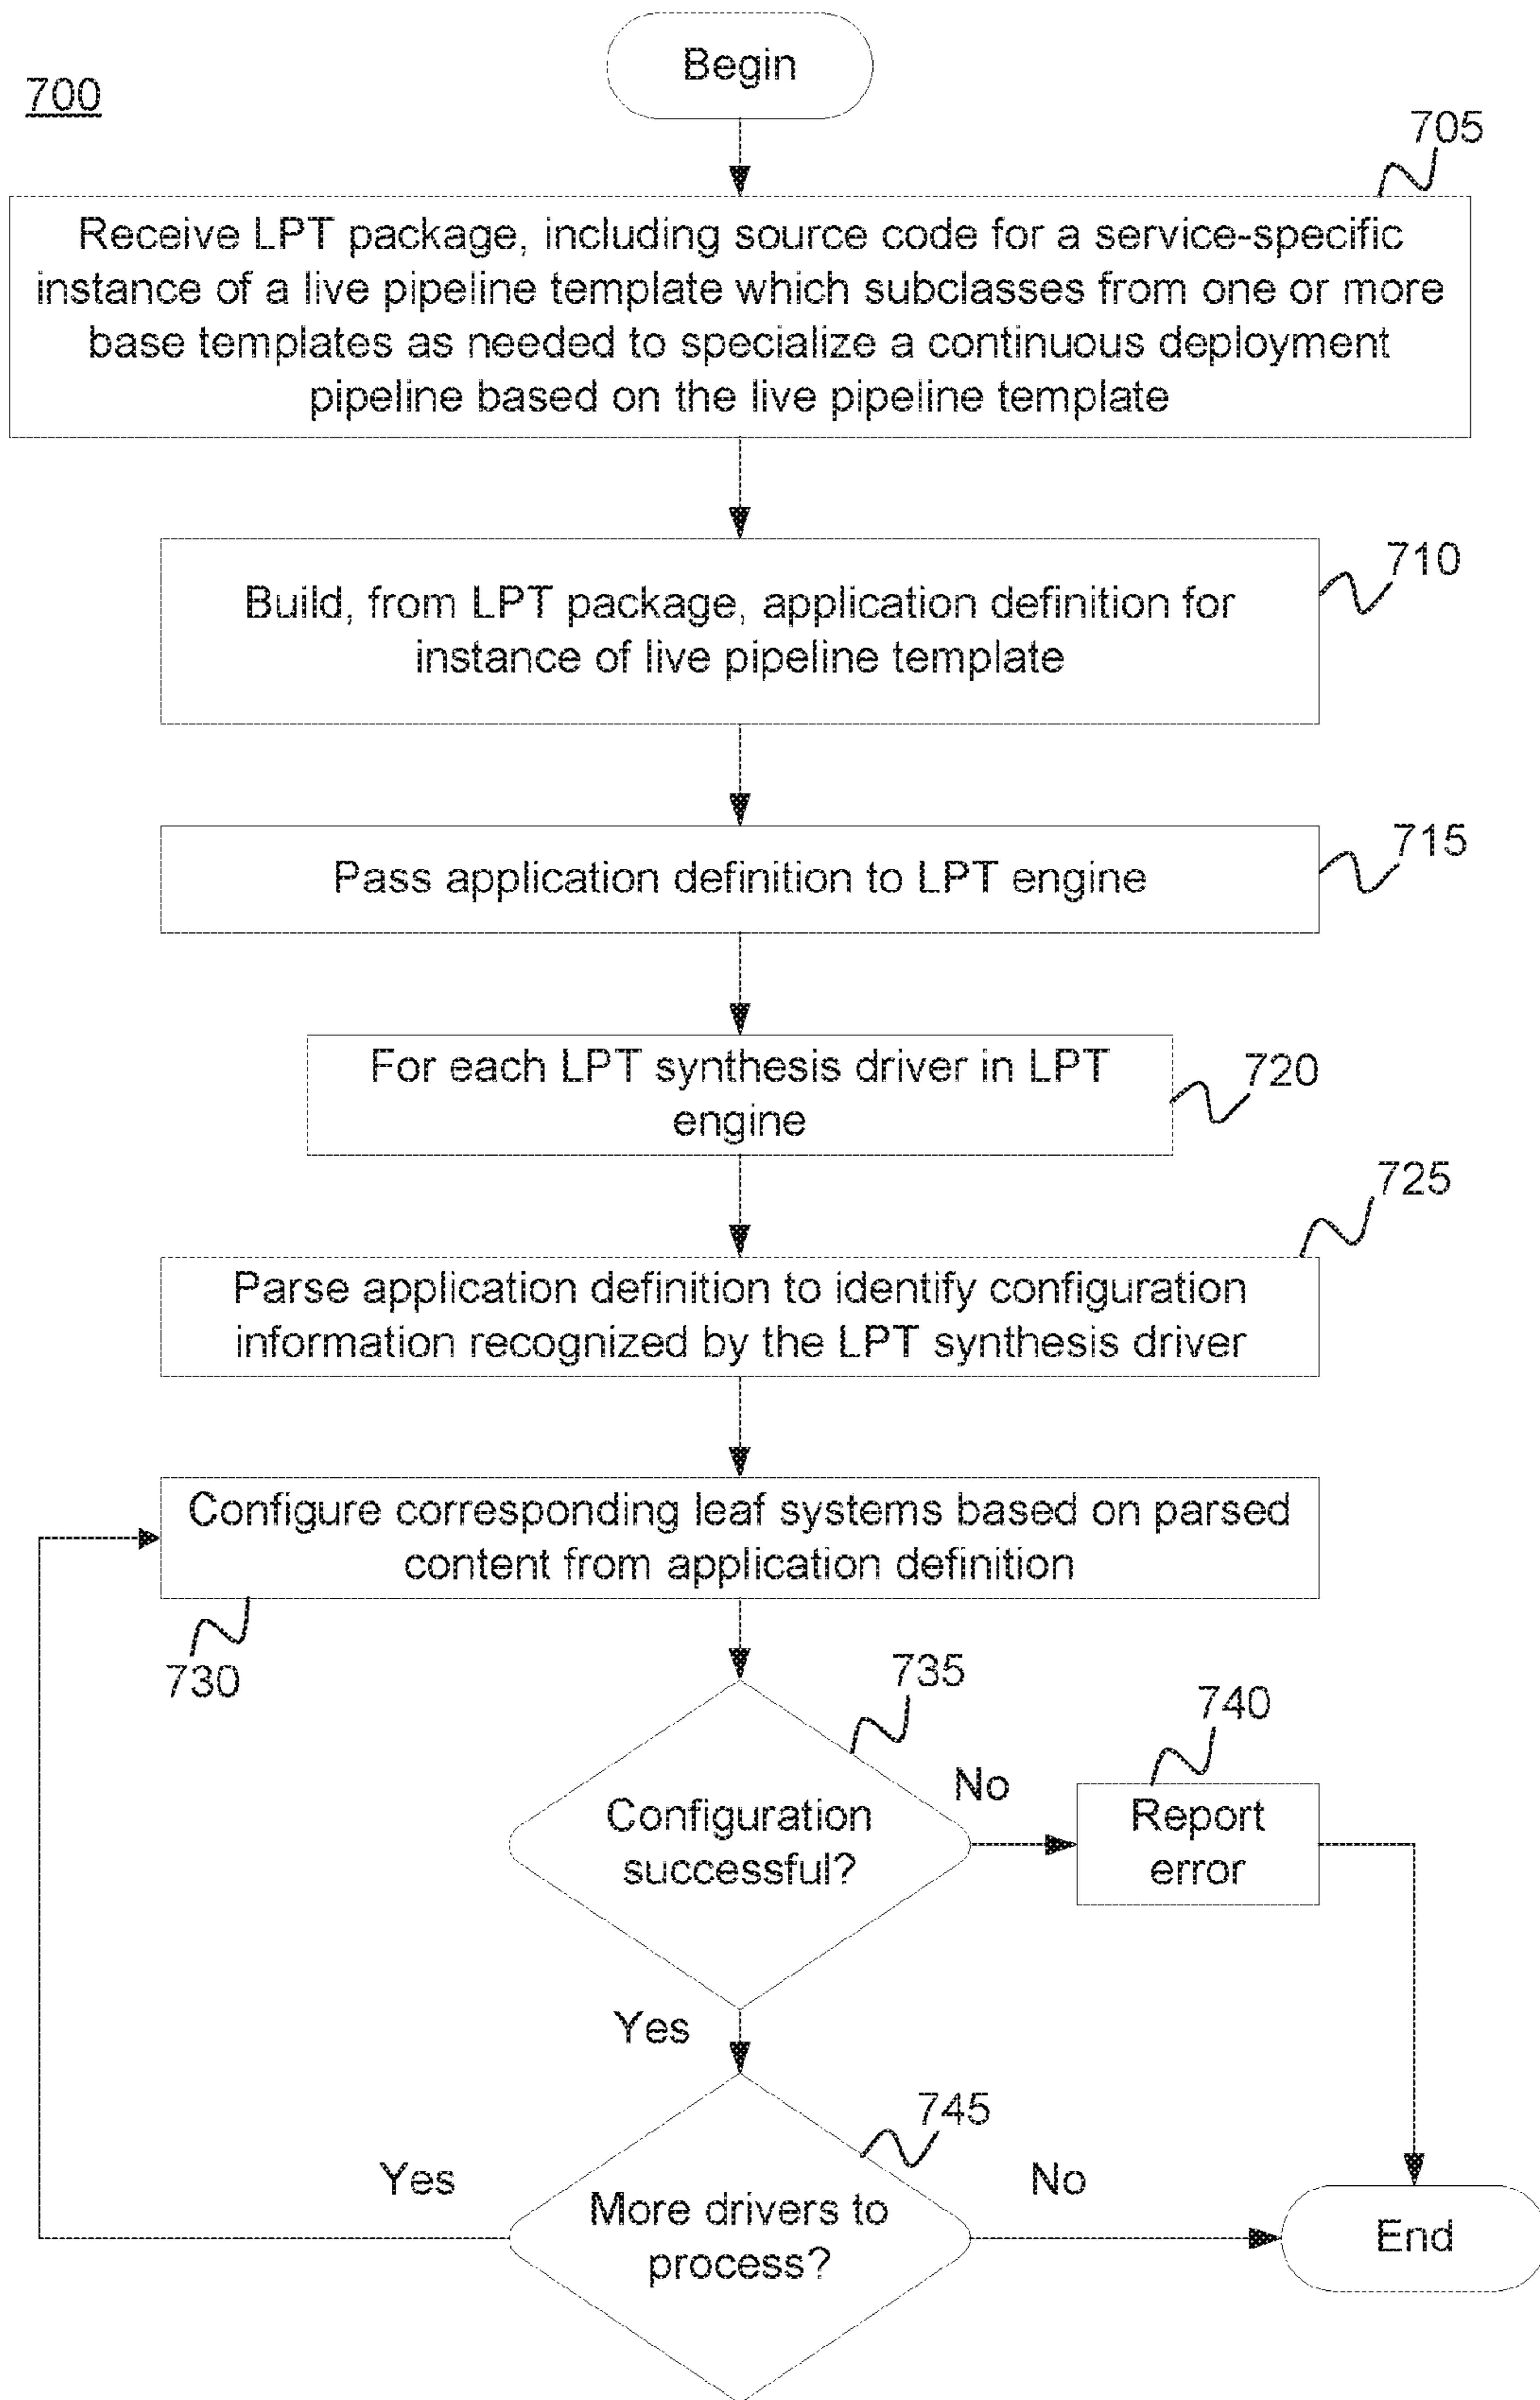 Begin
700
705
Receive LPT package, including source code for a service-specific
instance of a live pipeline template which subclasses from one or more
base templates as needed to specialize a continuous deployment
pipeline based on the live pipeline template
710
Build, from LPT package, application definition for
instance of live pipeline template
715
Pass application definition to LPT engine
720
For each LPT synthesis driver in LPT
engine
725
Parse application definition to identify configuration
information recognized by the LPT synthesis driver
Configure corresponding leaf systems based on parsed
content from application definition
730
735
740
No
Configuration
successful?
Report
error
Yes
745
Yes
No
More drivers to
process?
End